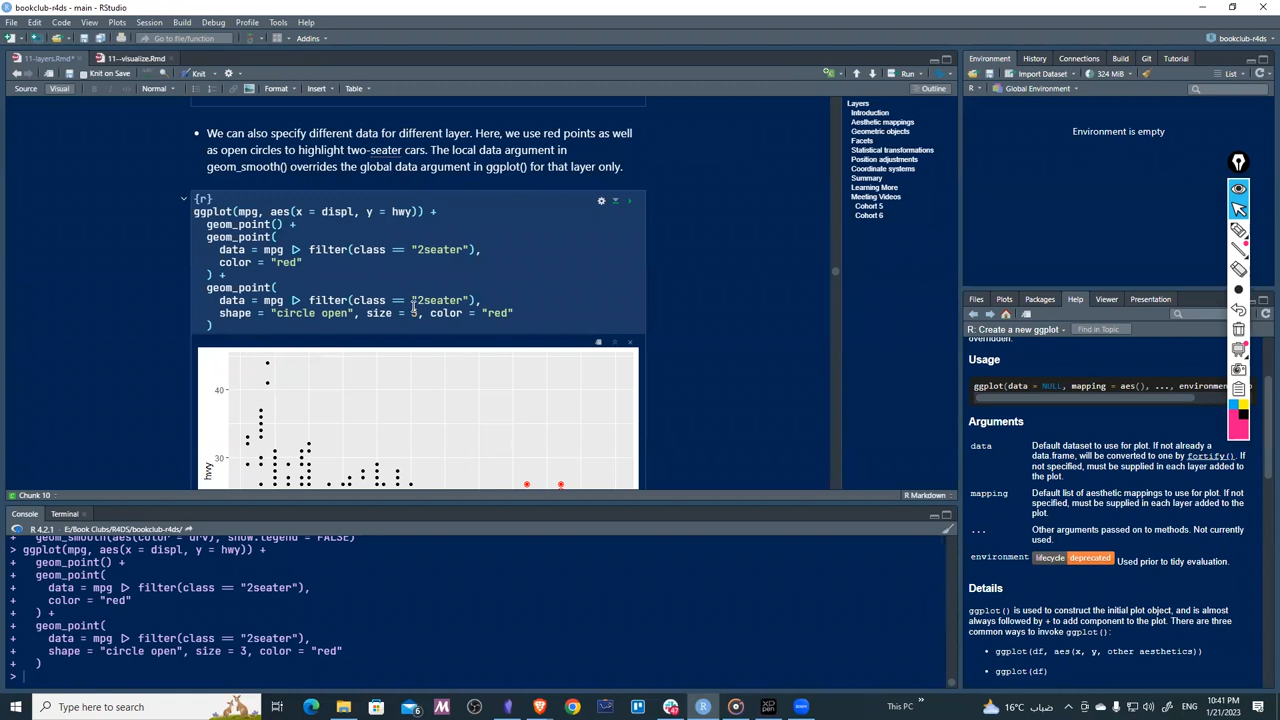 bookclub-r4ds - main - RStudio
File Edit Code View Plots Session Build Debug Profile Tools Help
Go to file/function
Addins
bookclub-r4ds
11-layers.Rmd*
11--visualize.Rmd
Knit on Save
Knit
Run
Source Visual
Normal
Format
Insert
Table
Outline
We can also specify different data for different layer. Here, we use red points as well
as open circles to highlight two-seater cars. The local data argument in
geom_smooth() overrides the global data argument in ggplot() for that layer only.
{r}
ggplot(mpg, aes(x = displ, y = hwy)) +
geom_point() +
geom_point(
data = mpg |> filter(class == "2seater"),
color = "red"
) +
geom_point(
data = mpg |> filter(class == "2seater"),
shape = "circle open", size = 3, color = "red"
)
40
30
hwy
Chunk 10
R Markdown
Layers
Introduction
Aesthetic mappings
Geometric objects
Facets
Statistical transformations
Position adjustments
Coordinate systems
Summary
Learning More
Meeting Videos
Cohort 5
Cohort 6
Console Terminal
R 4.2.1 · E:/Book Clubs/R4DS/bookclub-r4ds/
+ geom_smooth(aes(color = drv), show.legend = FALSE)
> ggplot(mpg, aes(x = displ, y = hwy)) +
+ geom_point() +
+ geom_point(
+ data = mpg |> filter(class == "2seater"),
+ color = "red"
+ ) +
+ geom_point(
+ data = mpg |> filter(class == "2seater"),
+ shape = "circle open", size = 3, color = "red"
+ )
>
Environment History Connections Build Git Tutorial
Import Dataset
324 MiB
List
R
Global Environment
Environment is empty
Files Plots Packages Help Viewer Presentation
R: Create a new ggplot
Find in Topic
overridden.
Usage
ggplot(data = NULL, mapping = aes(), ..., environment
Arguments
data Default dataset to use for plot. If not already a
data.frame, will be converted to one by fortify().
If not specified, must be supplied in each layer added to
the plot.
mapping Default list of aesthetic mappings to use for plot. If not
specified, must be supplied in each layer added to the
plot.
... Other arguments passed on to methods. Not currently
used.
environment lifecycle deprecated Used prior to tidy evaluation.
Details
ggplot() is used to construct the initial plot object, and is almost
always followed by + to add component to the plot. There are three
common ways to invoke ggplot():
ggplot(df, aes(x, y, other aesthetics))
ggplot(df)
Type here to search
This PC
16°C ضباب
10:41 PM
1/21/2023